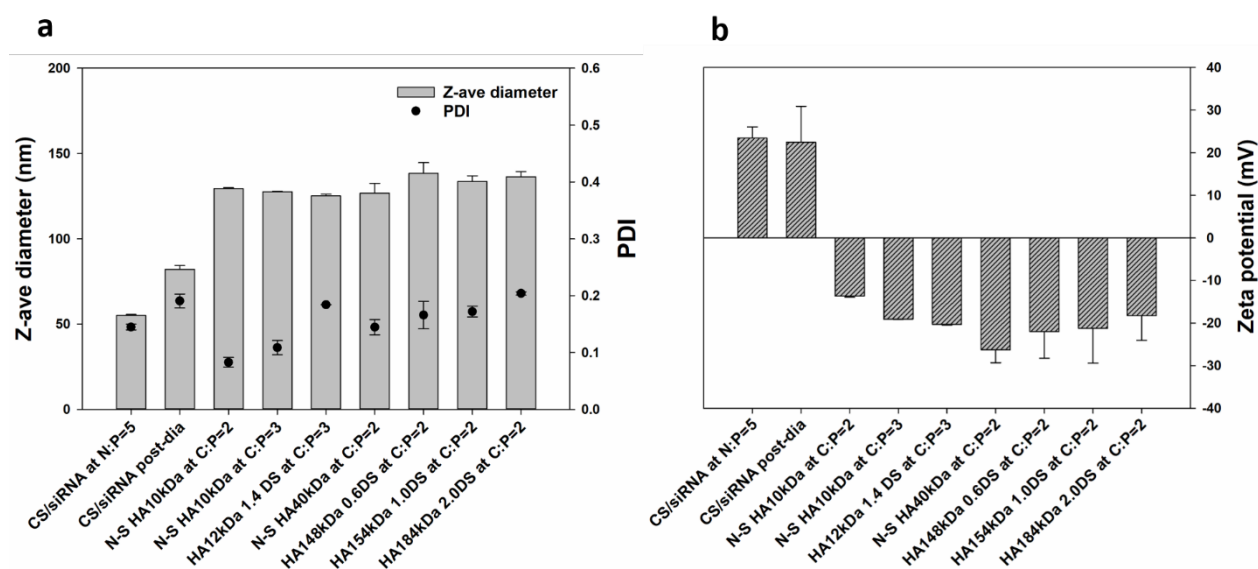 a
200
150
100
50
0
Z-ave diameter (nm)
Z-ave diameter
PDI
0.6
0.5
0.4
0.3
0.2
0.1
0.0
PDI
CS/siRNA at N:P=5
CS/siRNA post-dia
N-S HA10kDa at C:P=2
N-S HA10kDa at C:P=3
HA12kDa 1.4 DS at C:P=3
N-S HA40kDa at C:P=2
HA148kDa 0.6DS at C:P=2
HA154kDa 1.0DS at C:P=2
HA184kDa 2.0DS at C:P=2
b
40
30
20
10
0
-10
-20
-30
-40
Zeta potential (mV)
CS/siRNA at N:P=5
CS/siRNA post-dia
N-S HA10kDa at C:P=2
N-S HA10kDa at C:P=3
HA12kDa 1.4 DS at C:P=3
N-S HA40kDa at C:P=2
HA148kDa 0.6DS at C:P=2
HA154kDa 1.0DS at C:P=2
HA184kDa 2.0DS at C:P=2